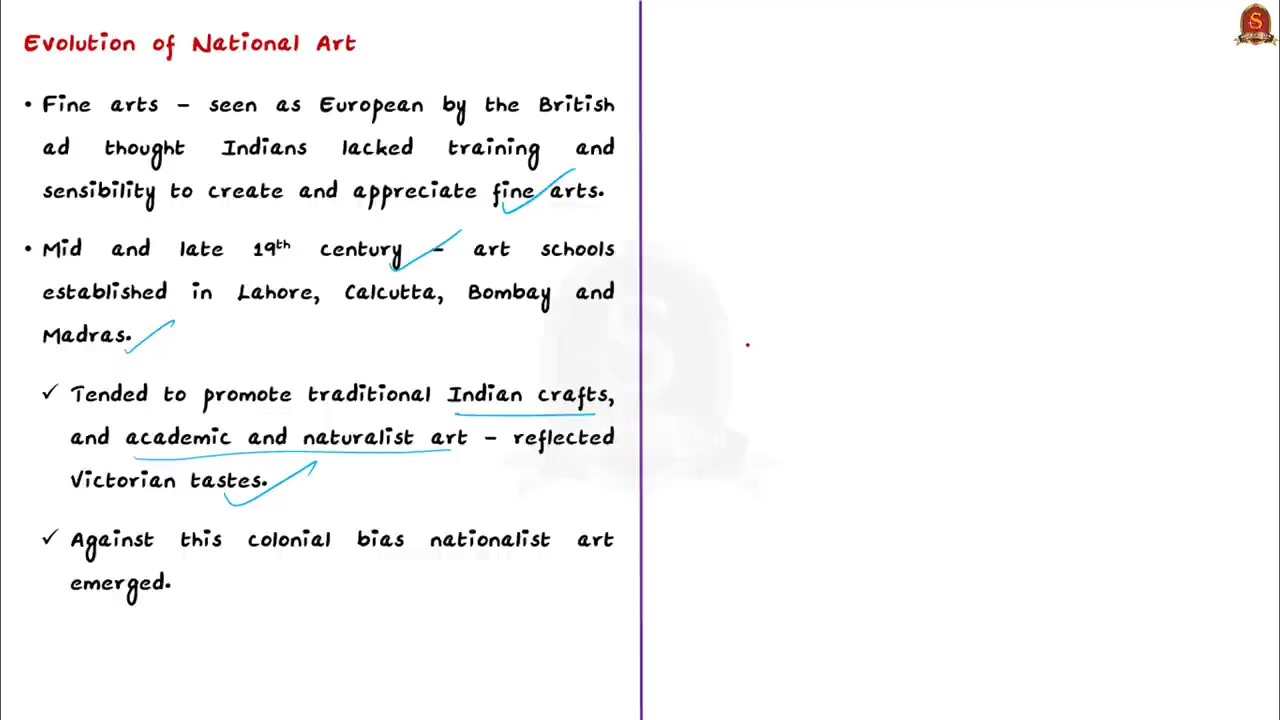 Evolution of National Art
• Fine arts – seen as European by the British
ad thought Indians lacked training and
sensibility to create and appreciate fine arts.
• Mid and late 19th century – art schools
established in Lahore, Calcutta, Bombay and
Madras.
✓ Tended to promote traditional Indian crafts,
and academic and naturalist art – reflected
Victorian tastes.
✓ Against this colonial bias nationalist art
emerged.
S